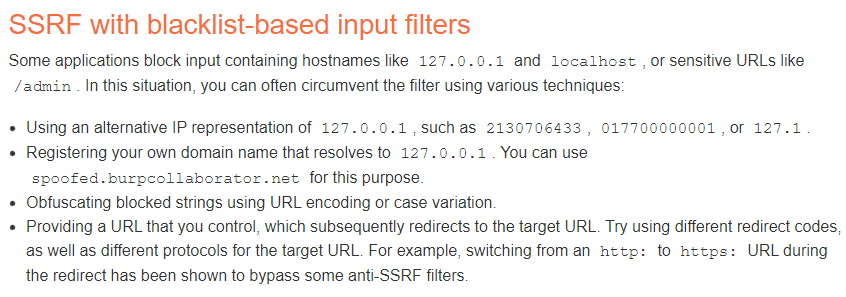 SSRF with blacklist-based input filters
Some applications block input containing hostnames like 127.0.0.1 and localhost , or sensitive URLs like
/admin . In this situation, you can often circumvent the filter using various techniques:
• Using an alternative IP representation of 127.0.0.1 , such as 2130706433 , 017700000001 , or 127.1 .
• Registering your own domain name that resolves to 127.0.0.1 . You can use
spoofed.burpcollaborator.net for this purpose.
• Obfuscating blocked strings using URL encoding or case variation.
• Providing a URL that you control, which subsequently redirects to the target URL. Try using different redirect codes,
as well as different protocols for the target URL. For example, switching from an http: to https: URL during
the redirect has been shown to bypass some anti-SSRF filters.